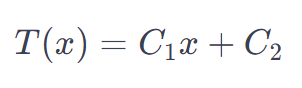 T(x) = C₁x + C₂